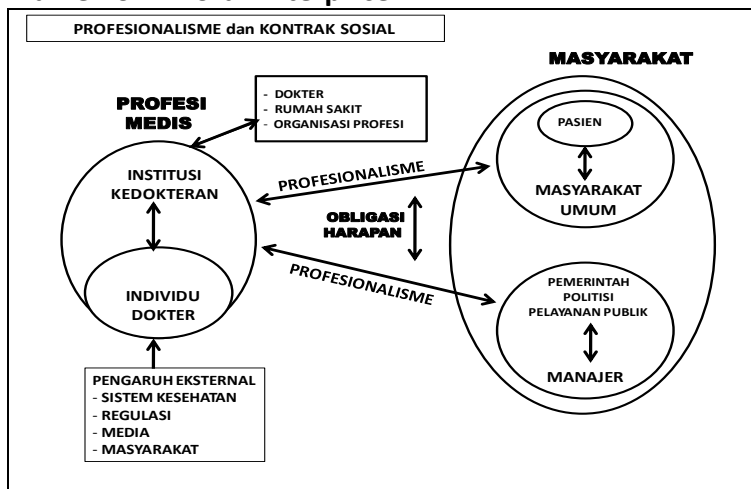 PROFESIONALISME dan KONTRAK SOSIAL
MASYARAKAT
PROFESI
MEDIS
- DOKTER
- RUMAH SAKIT
- ORGANISASI PROFESI
INSTITUSI
KEDOKTERAN
INDIVIDU
DOKTER
PROFESIONALISME
OBLIGASI
HARAPAN
PROFESIONALISME
PASIEN
MASYARAKAT
UMUM
PEMERINTAH
POLITISI
PELAYANAN PUBLIK
MANAJER
PENGARUH EKSTERNAL
- SISTEM KESEHATAN
- REGULASI
- MEDIA
- MASYARAKAT